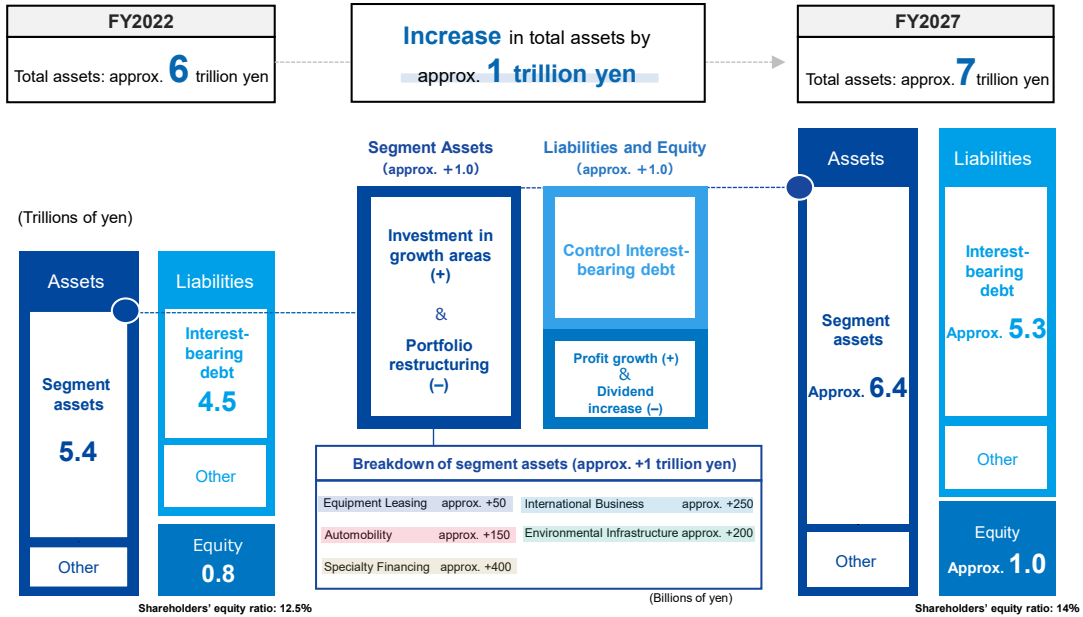 FY2022
Total assets: approx. 6 trillion yen
Increase in total assets by
approx. 1 trillion yen
FY2027
Total assets: approx. 7 trillion yen
(Trillions of yen)
Assets
Segment
assets
5.4
Other
Liabilities
Interest-
bearing
debt
4.5
Other
Equity
0.8
Shareholders' equity ratio: 12.5%
Segment Assets
(approx. +1.0)
Investment in
growth areas
(+)
&
Portfolio
restructuring
(–)
Liabilities and Equity
(approx. +1.0)
Control Interest-
bearing debt
Profit growth (+)
&
Dividend
increase (–)
Breakdown of segment assets (approx. +1 trillion yen)
Equipment Leasing approx. +50
International Business approx. +250
Automobility approx. +150
Environmental Infrastructure approx. +200
Specialty Financing approx. +400
(Billions of yen)
Assets
Segment
assets
Approx. 6.4
Other
Liabilities
Interest-
bearing
debt
Approx. 5.3
Other
Equity
Approx. 1.0
Shareholders' equity ratio: 14%